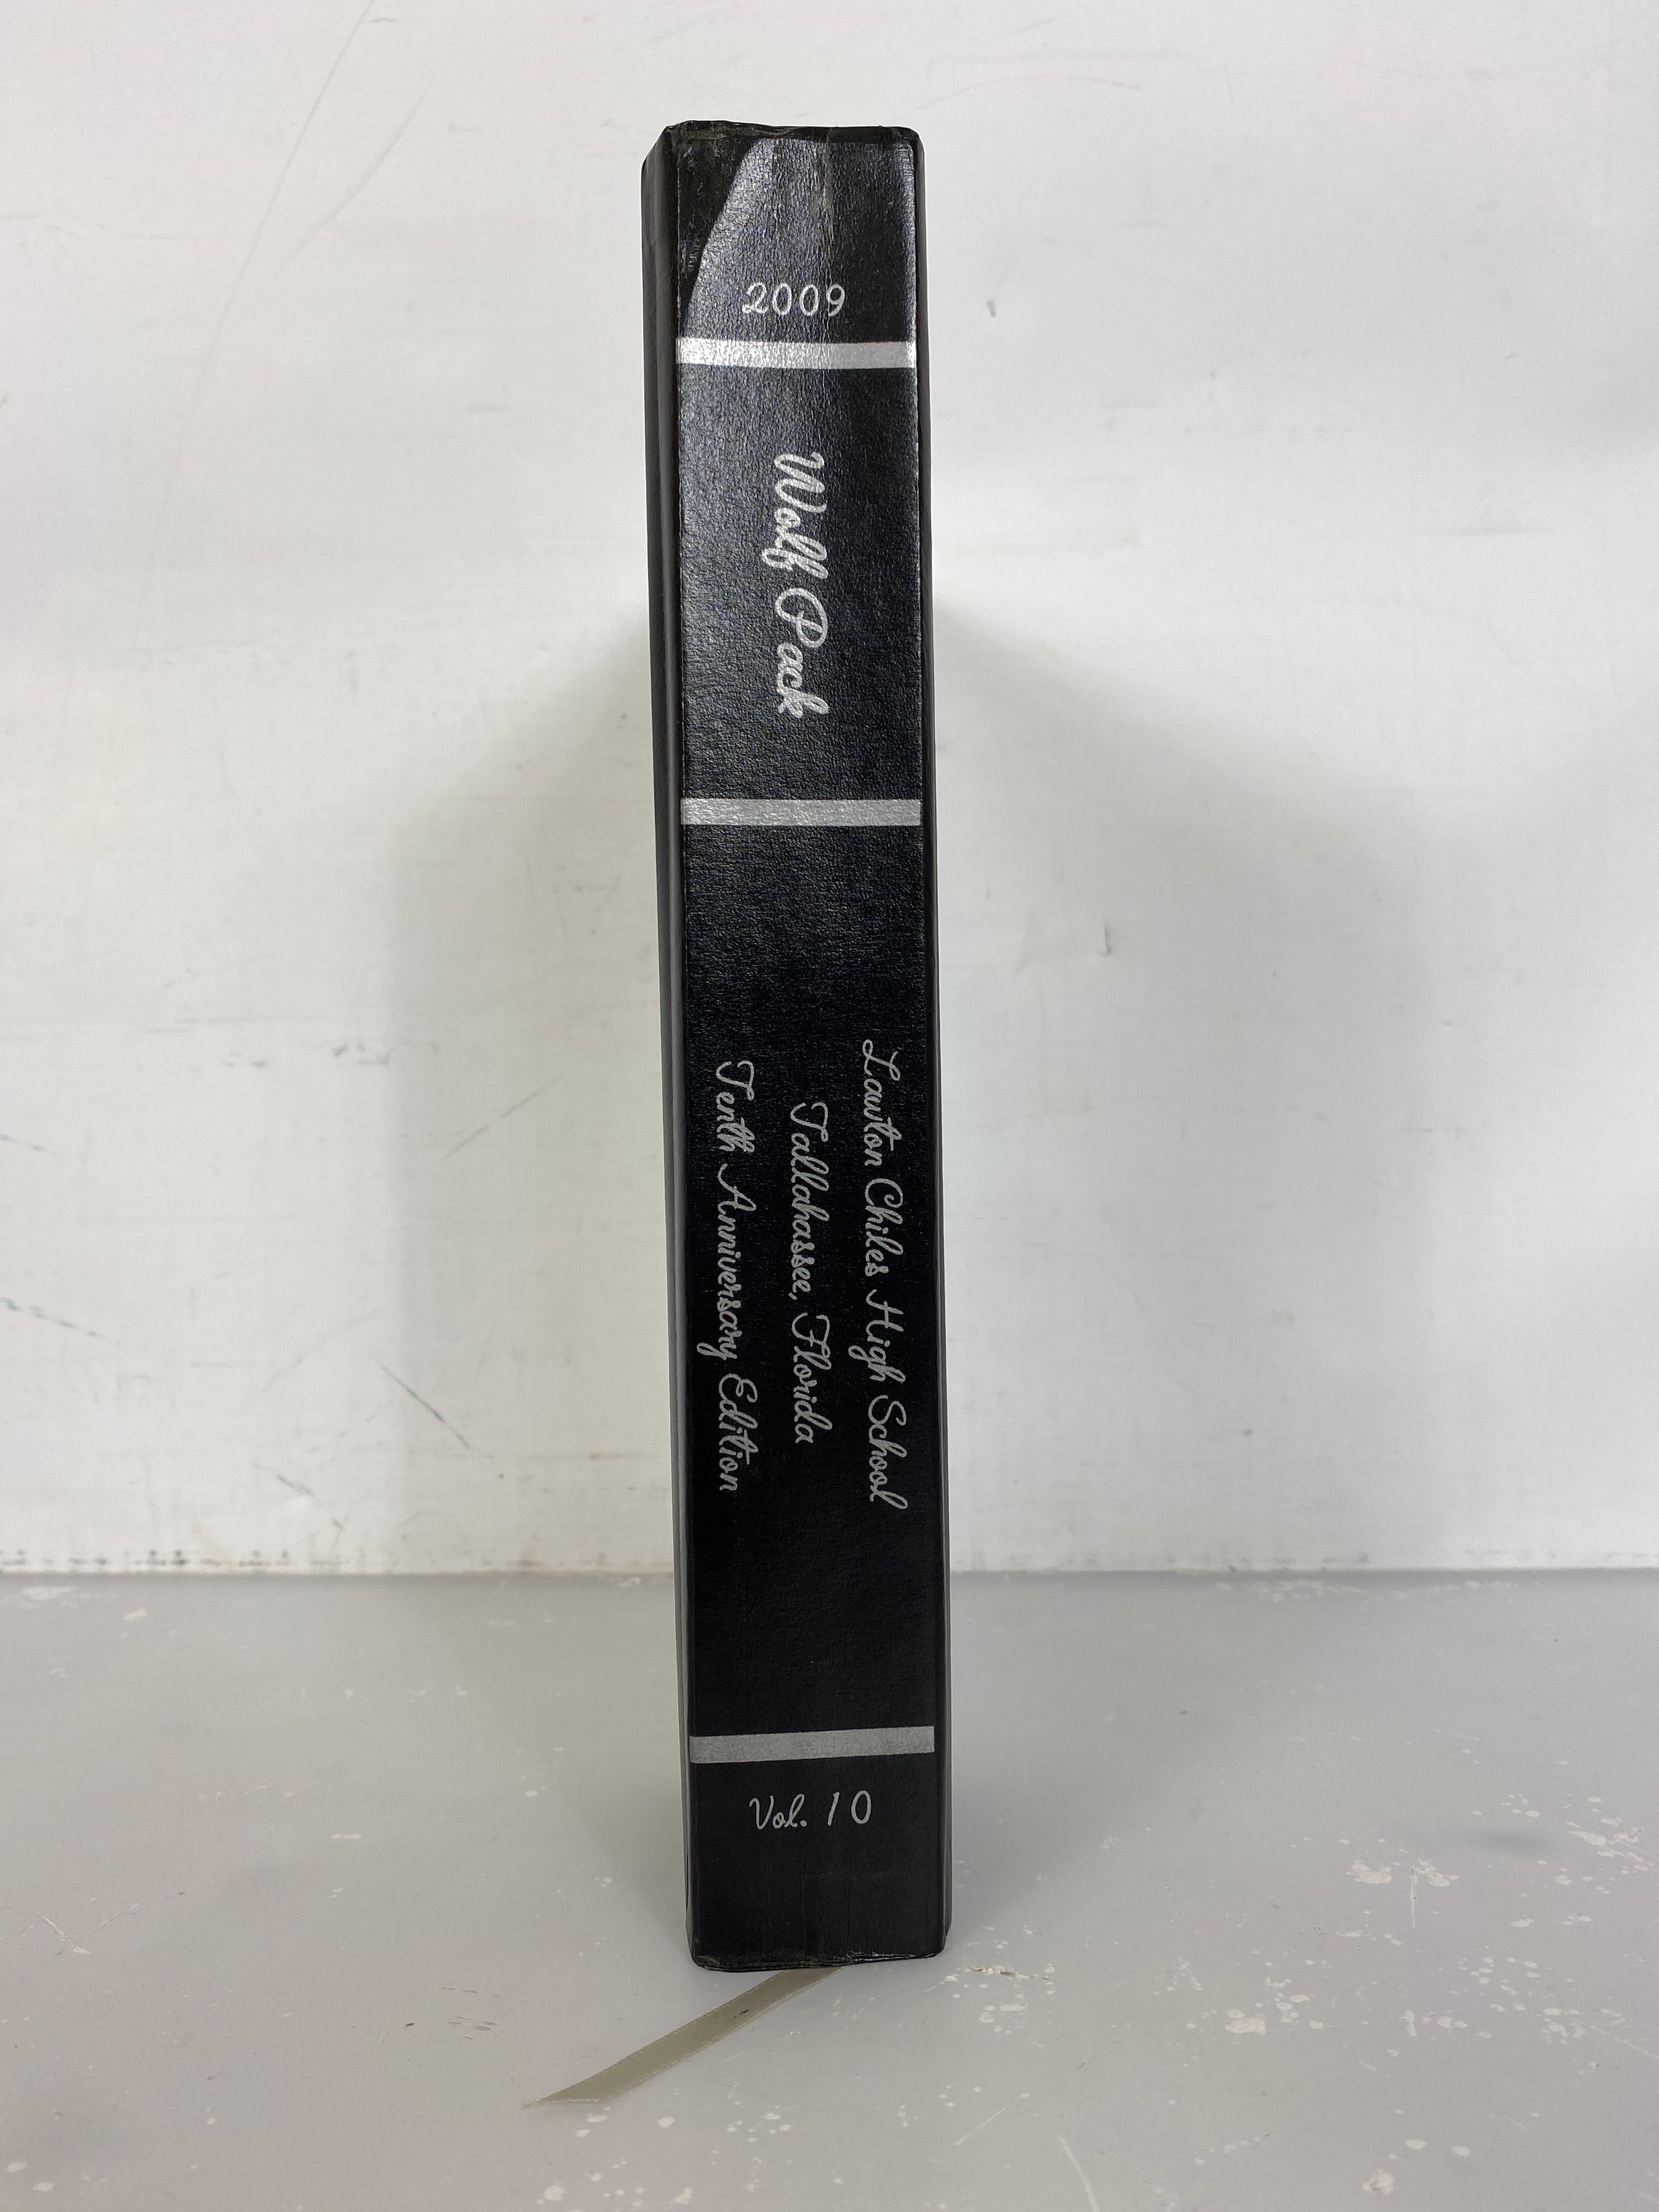 2009
Wolf Pack
Lawton Chiles High School
Tallahassee, Florida
Tenth Anniversary Edition
Vol. 10